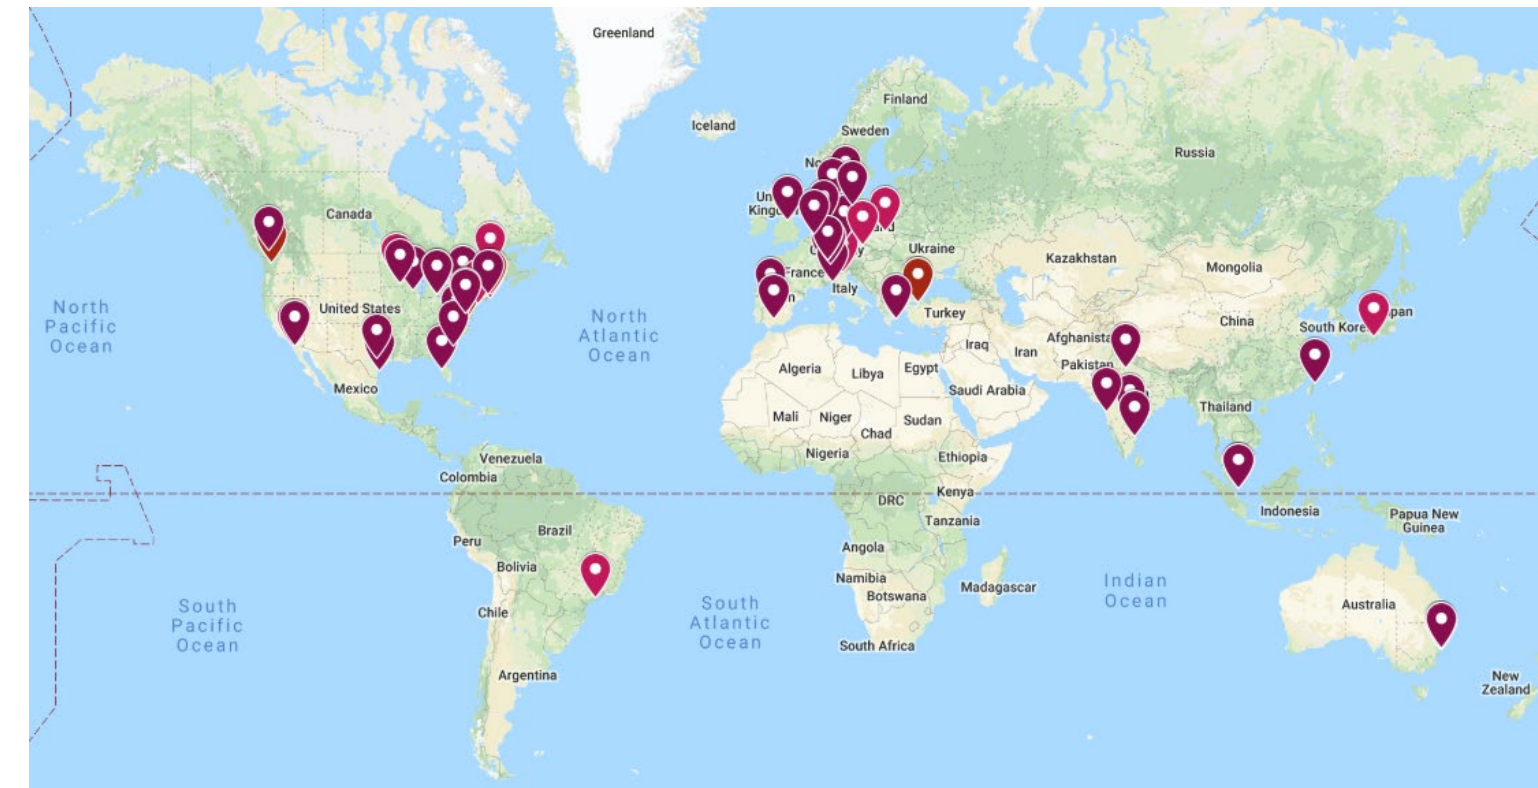 Greenland
Finland
Iceland
Sweden
Russia
Canada
Ukraine
Kazakhstan
Mongolia
France
Italy
United States
North
Pacific
Ocean
North
Atlantic
Ocean
Turkey
China
South
Iraq
Iran
Pakistan
Mexico
Algeria
Libya
Egypt
Saudi Arabia
Mali
Niger
Chad
Sudan
Thailand
Nigeria
Ethiopia
Venezuela
Colombia
DRC
Kenya
Tanzania
Indonesia
Papua New
Guinea
Brazil
Peru
Bolivia
Angola
Namibia
Botswana
Madagascar
Indian
Ocean
South
Pacific
Ocean
South
Atlantic
Ocean
Chile
Australia
South Africa
Argentina
New
Zealand